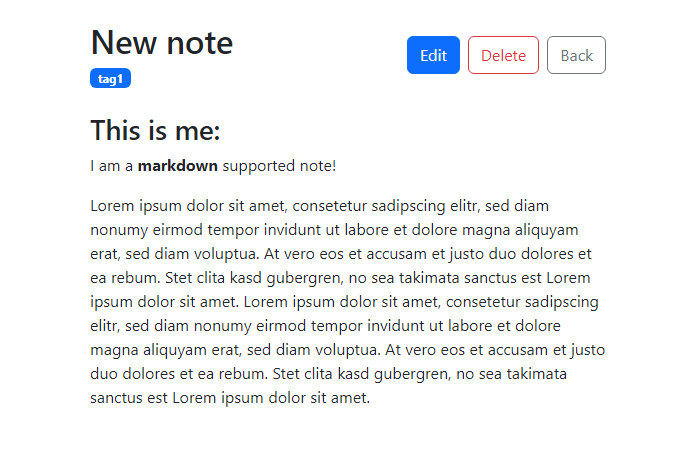 New note
Edit Delete Back
tag1
This is me:
I am a markdown supported note!
Lorem ipsum dolor sit amet, consetetur sadipscing elitr, sed diam
nonumy eirmod tempor invidunt ut labore et dolore magna aliquyam
erat, sed diam voluptua. At vero eos et accusam et justo duo dolores et
ea rebum. Stet clita kasd gubergren, no sea takimata sanctus est Lorem
ipsum dolor sit amet. Lorem ipsum dolor sit amet, consetetur sadipscing
elitr, sed diam nonumy eirmod tempor invidunt ut labore et dolore
magna aliquyam erat, sed diam voluptua. At vero eos et accusam et justo
duo dolores et ea rebum. Stet clita kasd gubergren, no sea takimata
sanctus est Lorem ipsum dolor sit amet.